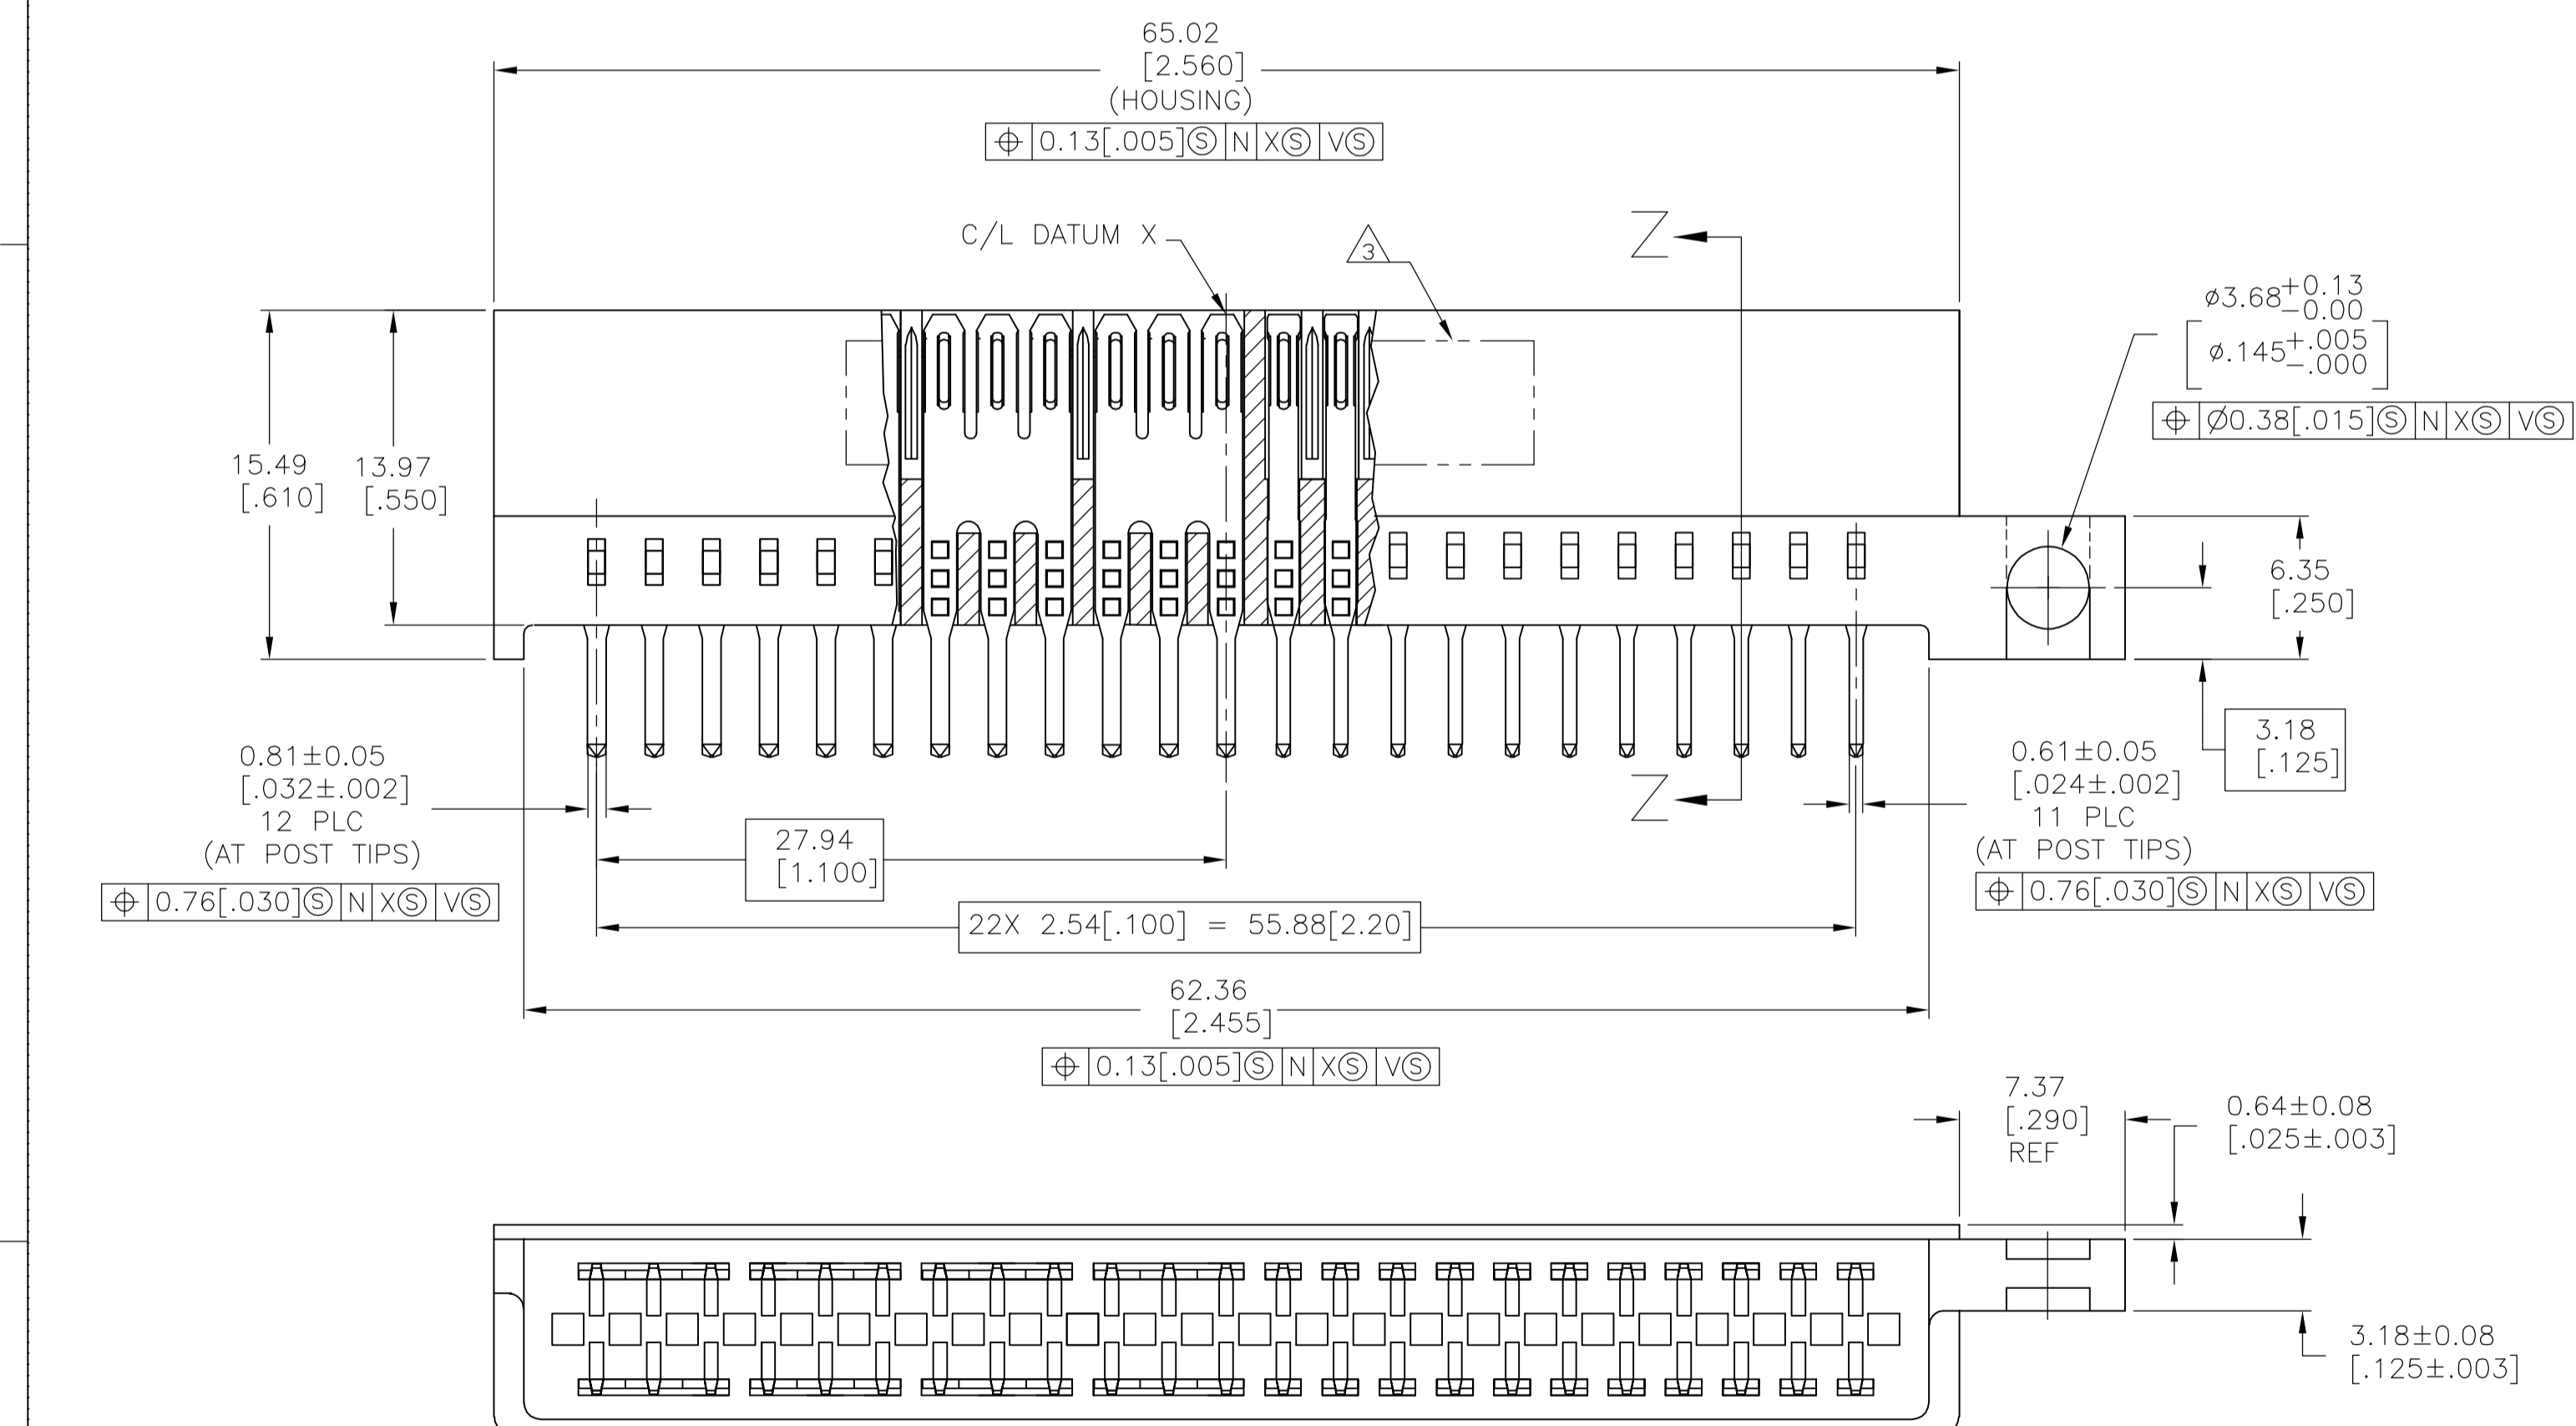 65.02
[2.560]
(HOUSING)
⌖ 0.13[.005]Ⓢ N XⓈ VⓈ
C/L DATUM X
3
Z
⌀3.68 +0.13 -0.00
[⌀.145 +.005 -.000]
⌖ ⌀0.38[.015]Ⓢ N XⓈ VⓈ
15.49
[.610]
13.97
[.550]
6.35
[.250]
3.18
[.125]
0.81±0.05
[.032±.002]
12 PLC
(AT POST TIPS)
⌖ 0.76[.030]Ⓢ N XⓈ VⓈ
Z
0.61±0.05
[.024±.002]
11 PLC
(AT POST TIPS)
⌖ 0.76[.030]Ⓢ N XⓈ VⓈ
27.94
[1.100]
22X 2.54[.100] = 55.88[2.20]
62.36
[2.455]
⌖ 0.13[.005]Ⓢ N XⓈ VⓈ
7.37
[.290]
REF
0.64±0.08
[.025±.003]
3.18±0.08
[.125±.003]